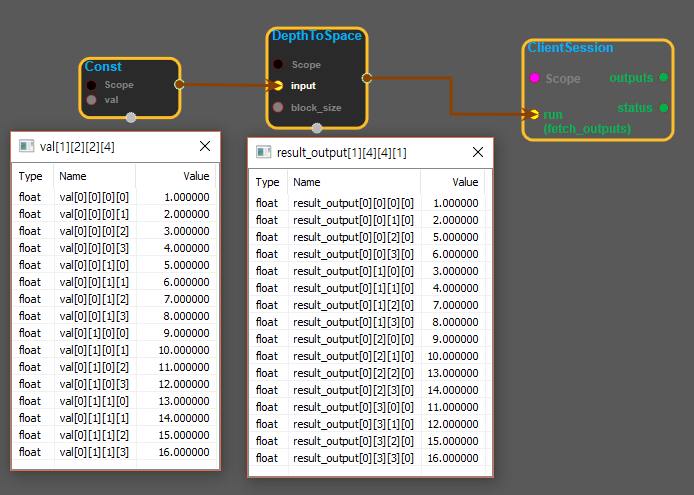 Const
Scope
val
DepthToSpace
Scope
input
block_size
ClientSession
Scope
outputs
status
run
(fetch_outputs)
val[1][2][2][4]
Type Name Value
float val[0][0][0][0] 1.000000
float val[0][0][0][1] 2.000000
float val[0][0][0][2] 3.000000
float val[0][0][0][3] 4.000000
float val[0][0][1][0] 5.000000
float val[0][0][1][1] 6.000000
float val[0][0][1][2] 7.000000
float val[0][0][1][3] 8.000000
float val[0][1][0][0] 9.000000
float val[0][1][0][1] 10.000000
float val[0][1][0][2] 11.000000
float val[0][1][0][3] 12.000000
float val[0][1][1][0] 13.000000
float val[0][1][1][1] 14.000000
float val[0][1][1][2] 15.000000
float val[0][1][1][3] 16.000000
result_output[1][4][4][1]
Type Name Value
float result_output[0][0][0][0] 1.000000
float result_output[0][0][1][0] 2.000000
float result_output[0][0][2][0] 5.000000
float result_output[0][0][3][0] 6.000000
float result_output[0][1][0][0] 3.000000
float result_output[0][1][1][0] 4.000000
float result_output[0][1][2][0] 7.000000
float result_output[0][1][3][0] 8.000000
float result_output[0][2][0][0] 9.000000
float result_output[0][2][1][0] 10.000000
float result_output[0][2][2][0] 13.000000
float result_output[0][2][3][0] 14.000000
float result_output[0][3][0][0] 11.000000
float result_output[0][3][1][0] 12.000000
float result_output[0][3][2][0] 15.000000
float result_output[0][3][3][0] 16.000000